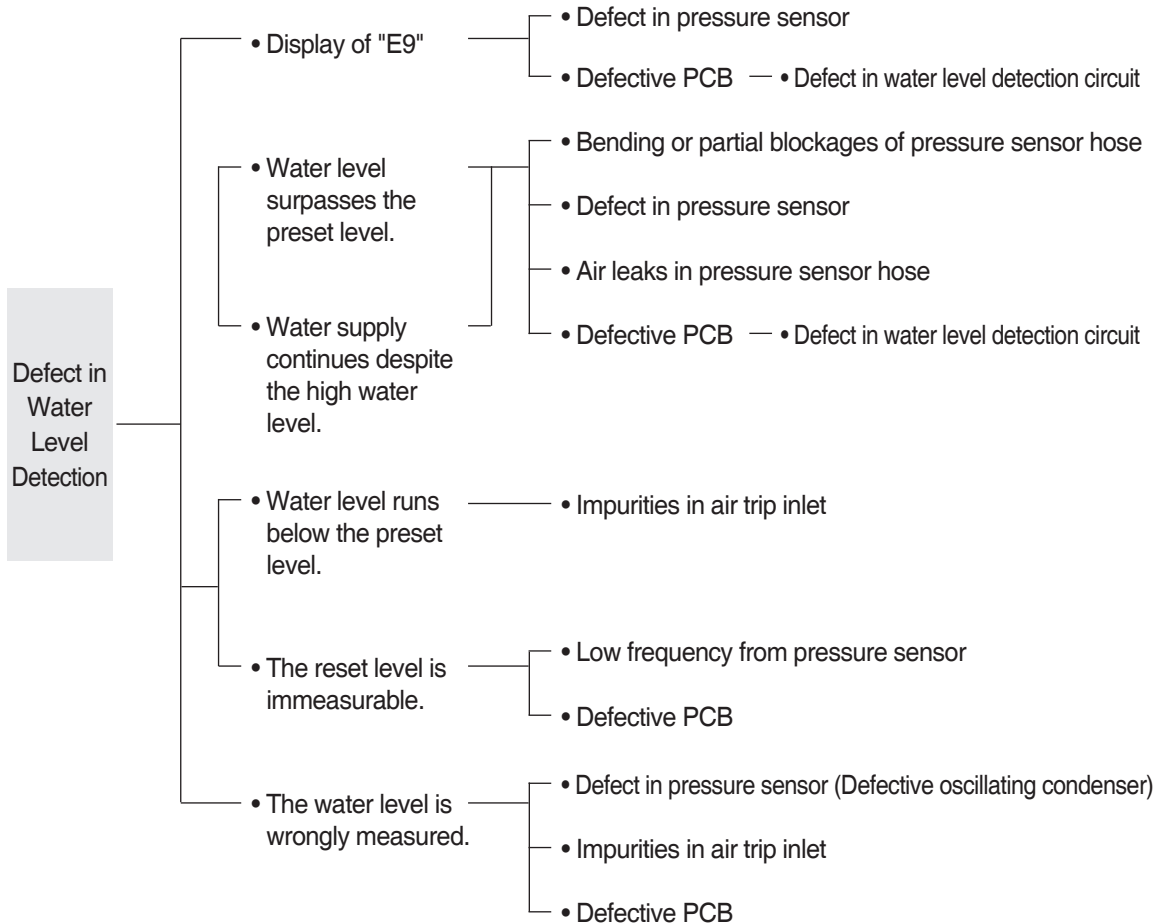 • Display of "E9"
• Defect in pressure sensor
• Defective PCB — • Defect in water level detection circuit
• Water level
surpasses the
preset level.
• Water supply
continues despite
the high water
level.
• Bending or partial blockages of pressure sensor hose
• Defect in pressure sensor
• Air leaks in pressure sensor hose
• Defective PCB — • Defect in water level detection circuit
Defect in
Water
Level
Detection
• Water level runs
below the preset
level.
• Impurities in air trip inlet
• The reset level is
immeasurable.
• Low frequency from pressure sensor
• Defective PCB
• The water level is
wrongly measured.
• Defect in pressure sensor (Defective oscillating condenser)
• Impurities in air trip inlet
• Defective PCB